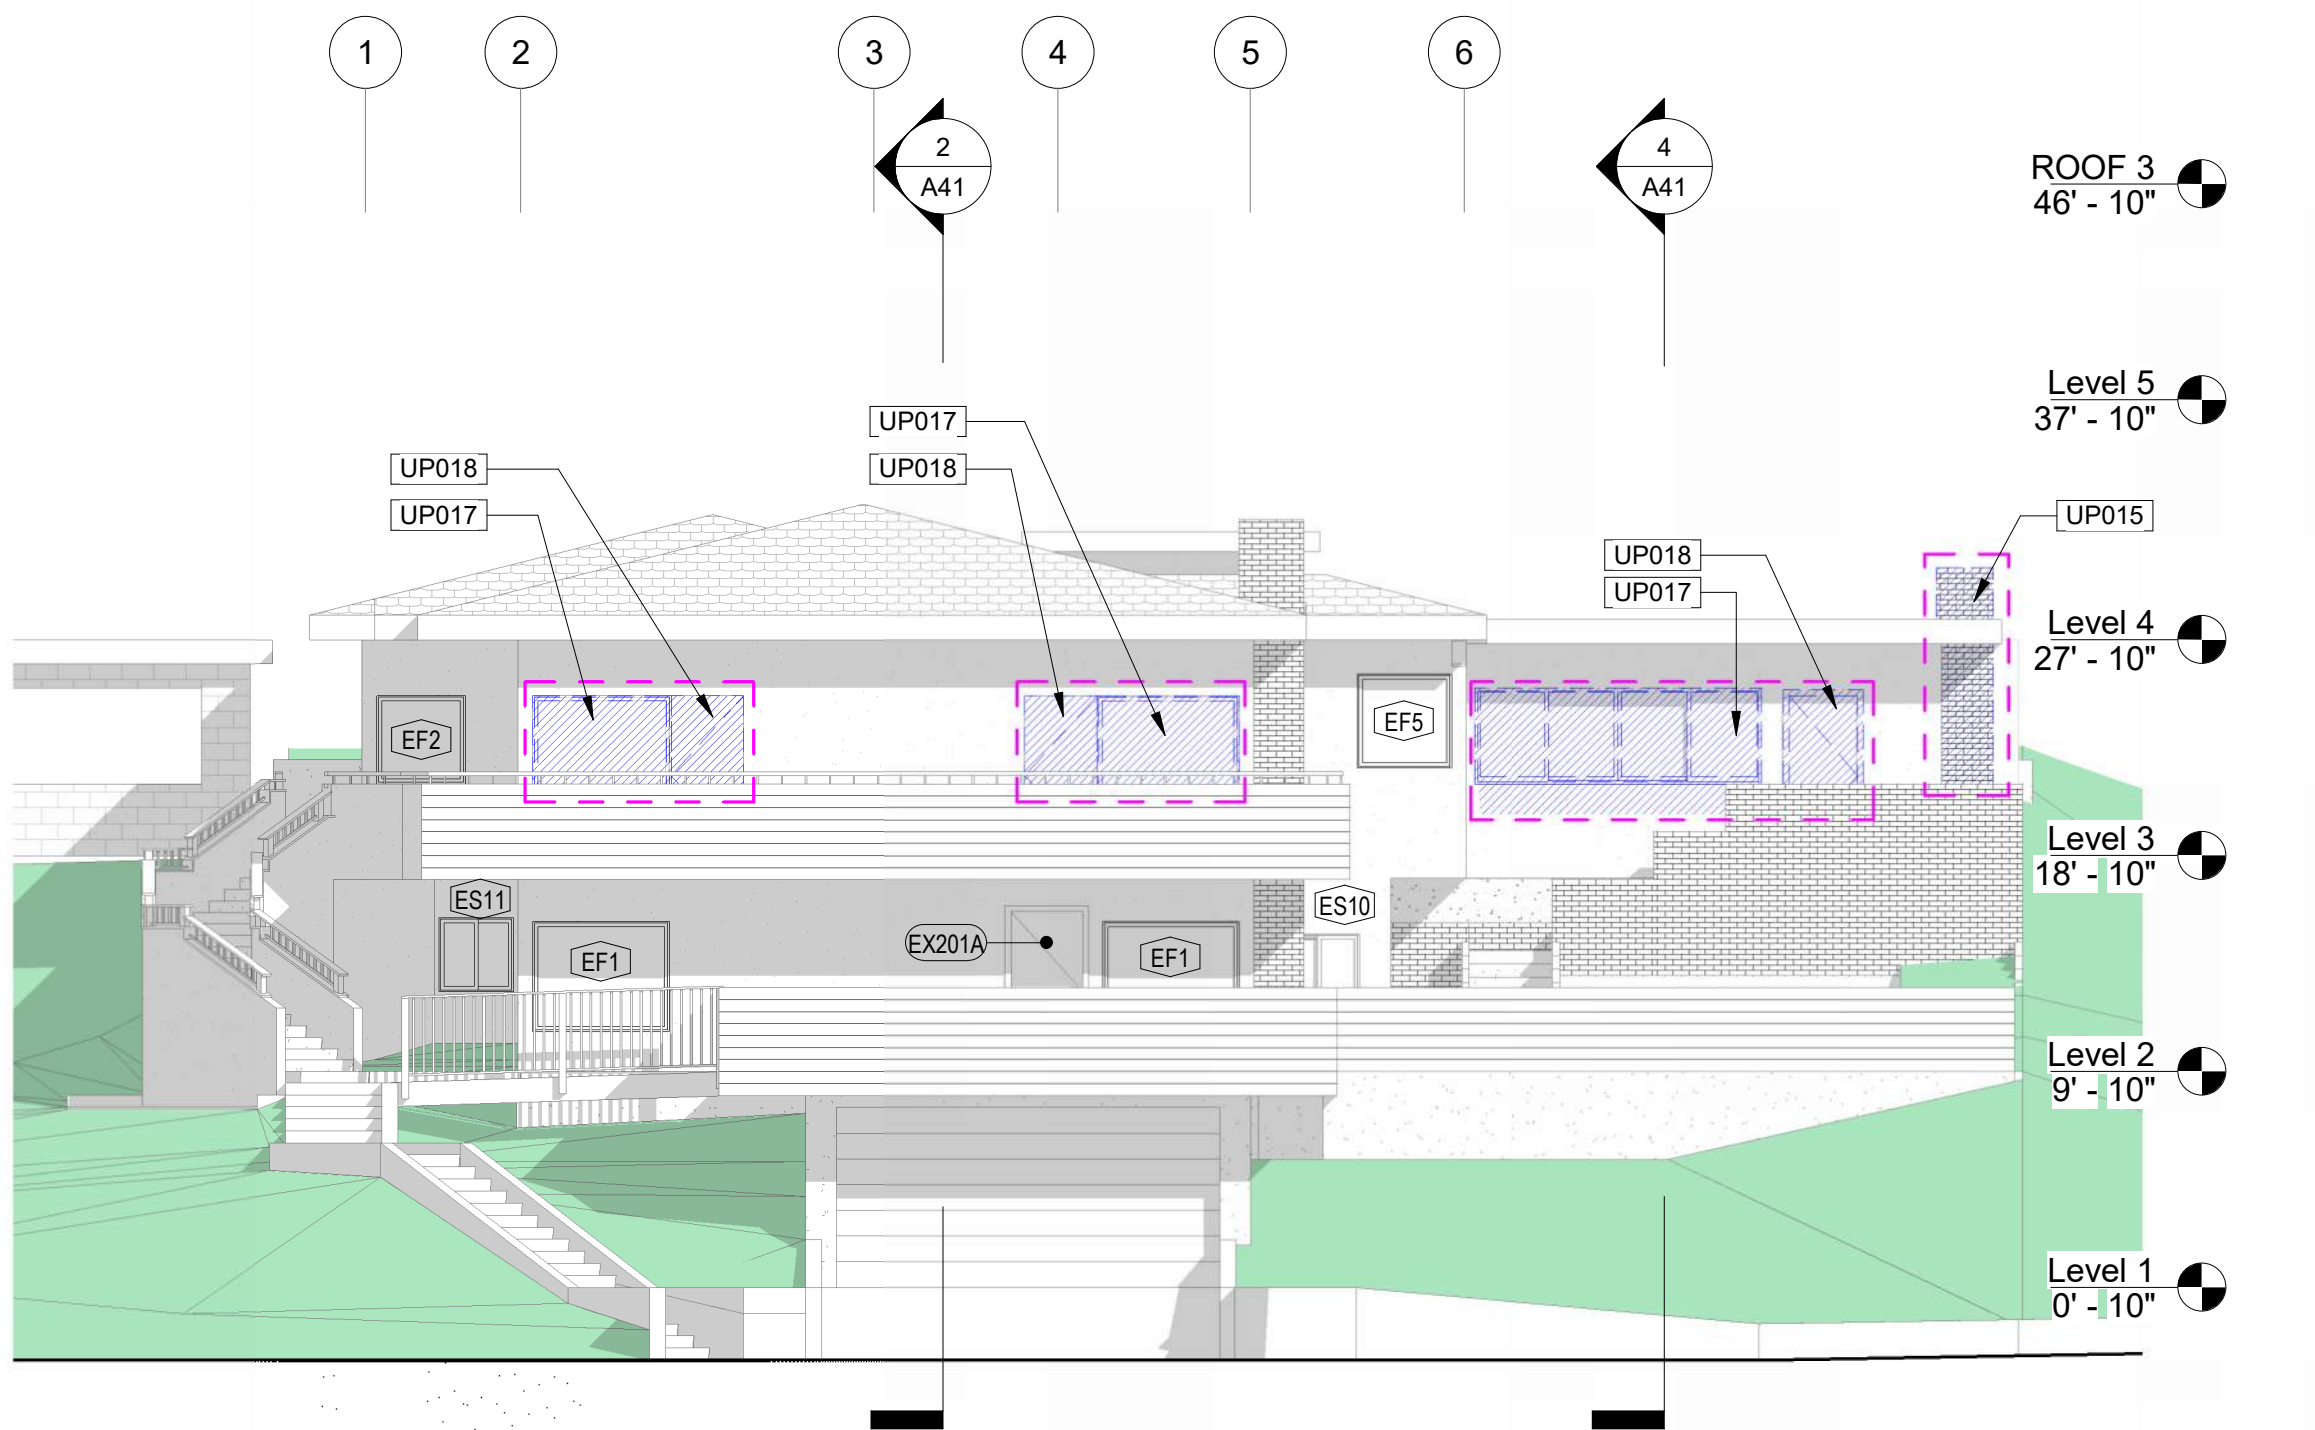 1
2
3
4
5
6
2
A41
4
A41
ROOF 3
46' - 10"
Level 5
37' - 10"
UP017
UP018
UP018
UP017
UP015
UP018
UP017
Level 4
27' - 10"
EF2
EF5
Level 3
18' - 10"
ES11
ES10
EX201A
EF1
EF1
Level 2
9' - 10"
Level 1
0' - 10"